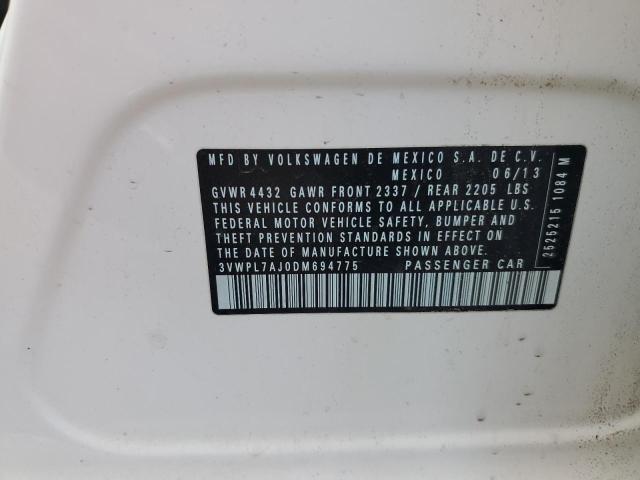 MFD BY VOLKSWAGEN DE MEXICO S.A. DE C.V.
MEXICO 06/13
GVWR 4432 GAWR FRONT 2337 / REAR 2205 LBS
THIS VEHICLE CONFORMS TO ALL APPLICABLE U.S.
FEDERAL MOTOR VEHICLE SAFETY, BUMPER AND
THEFT PREVENTION STANDARDS IN EFFECT ON
THE DATE OF MANUFACTURE SHOWN ABOVE
3VWPL7AJ0DM694775 PASSENGER CAR
2525215 1084 M